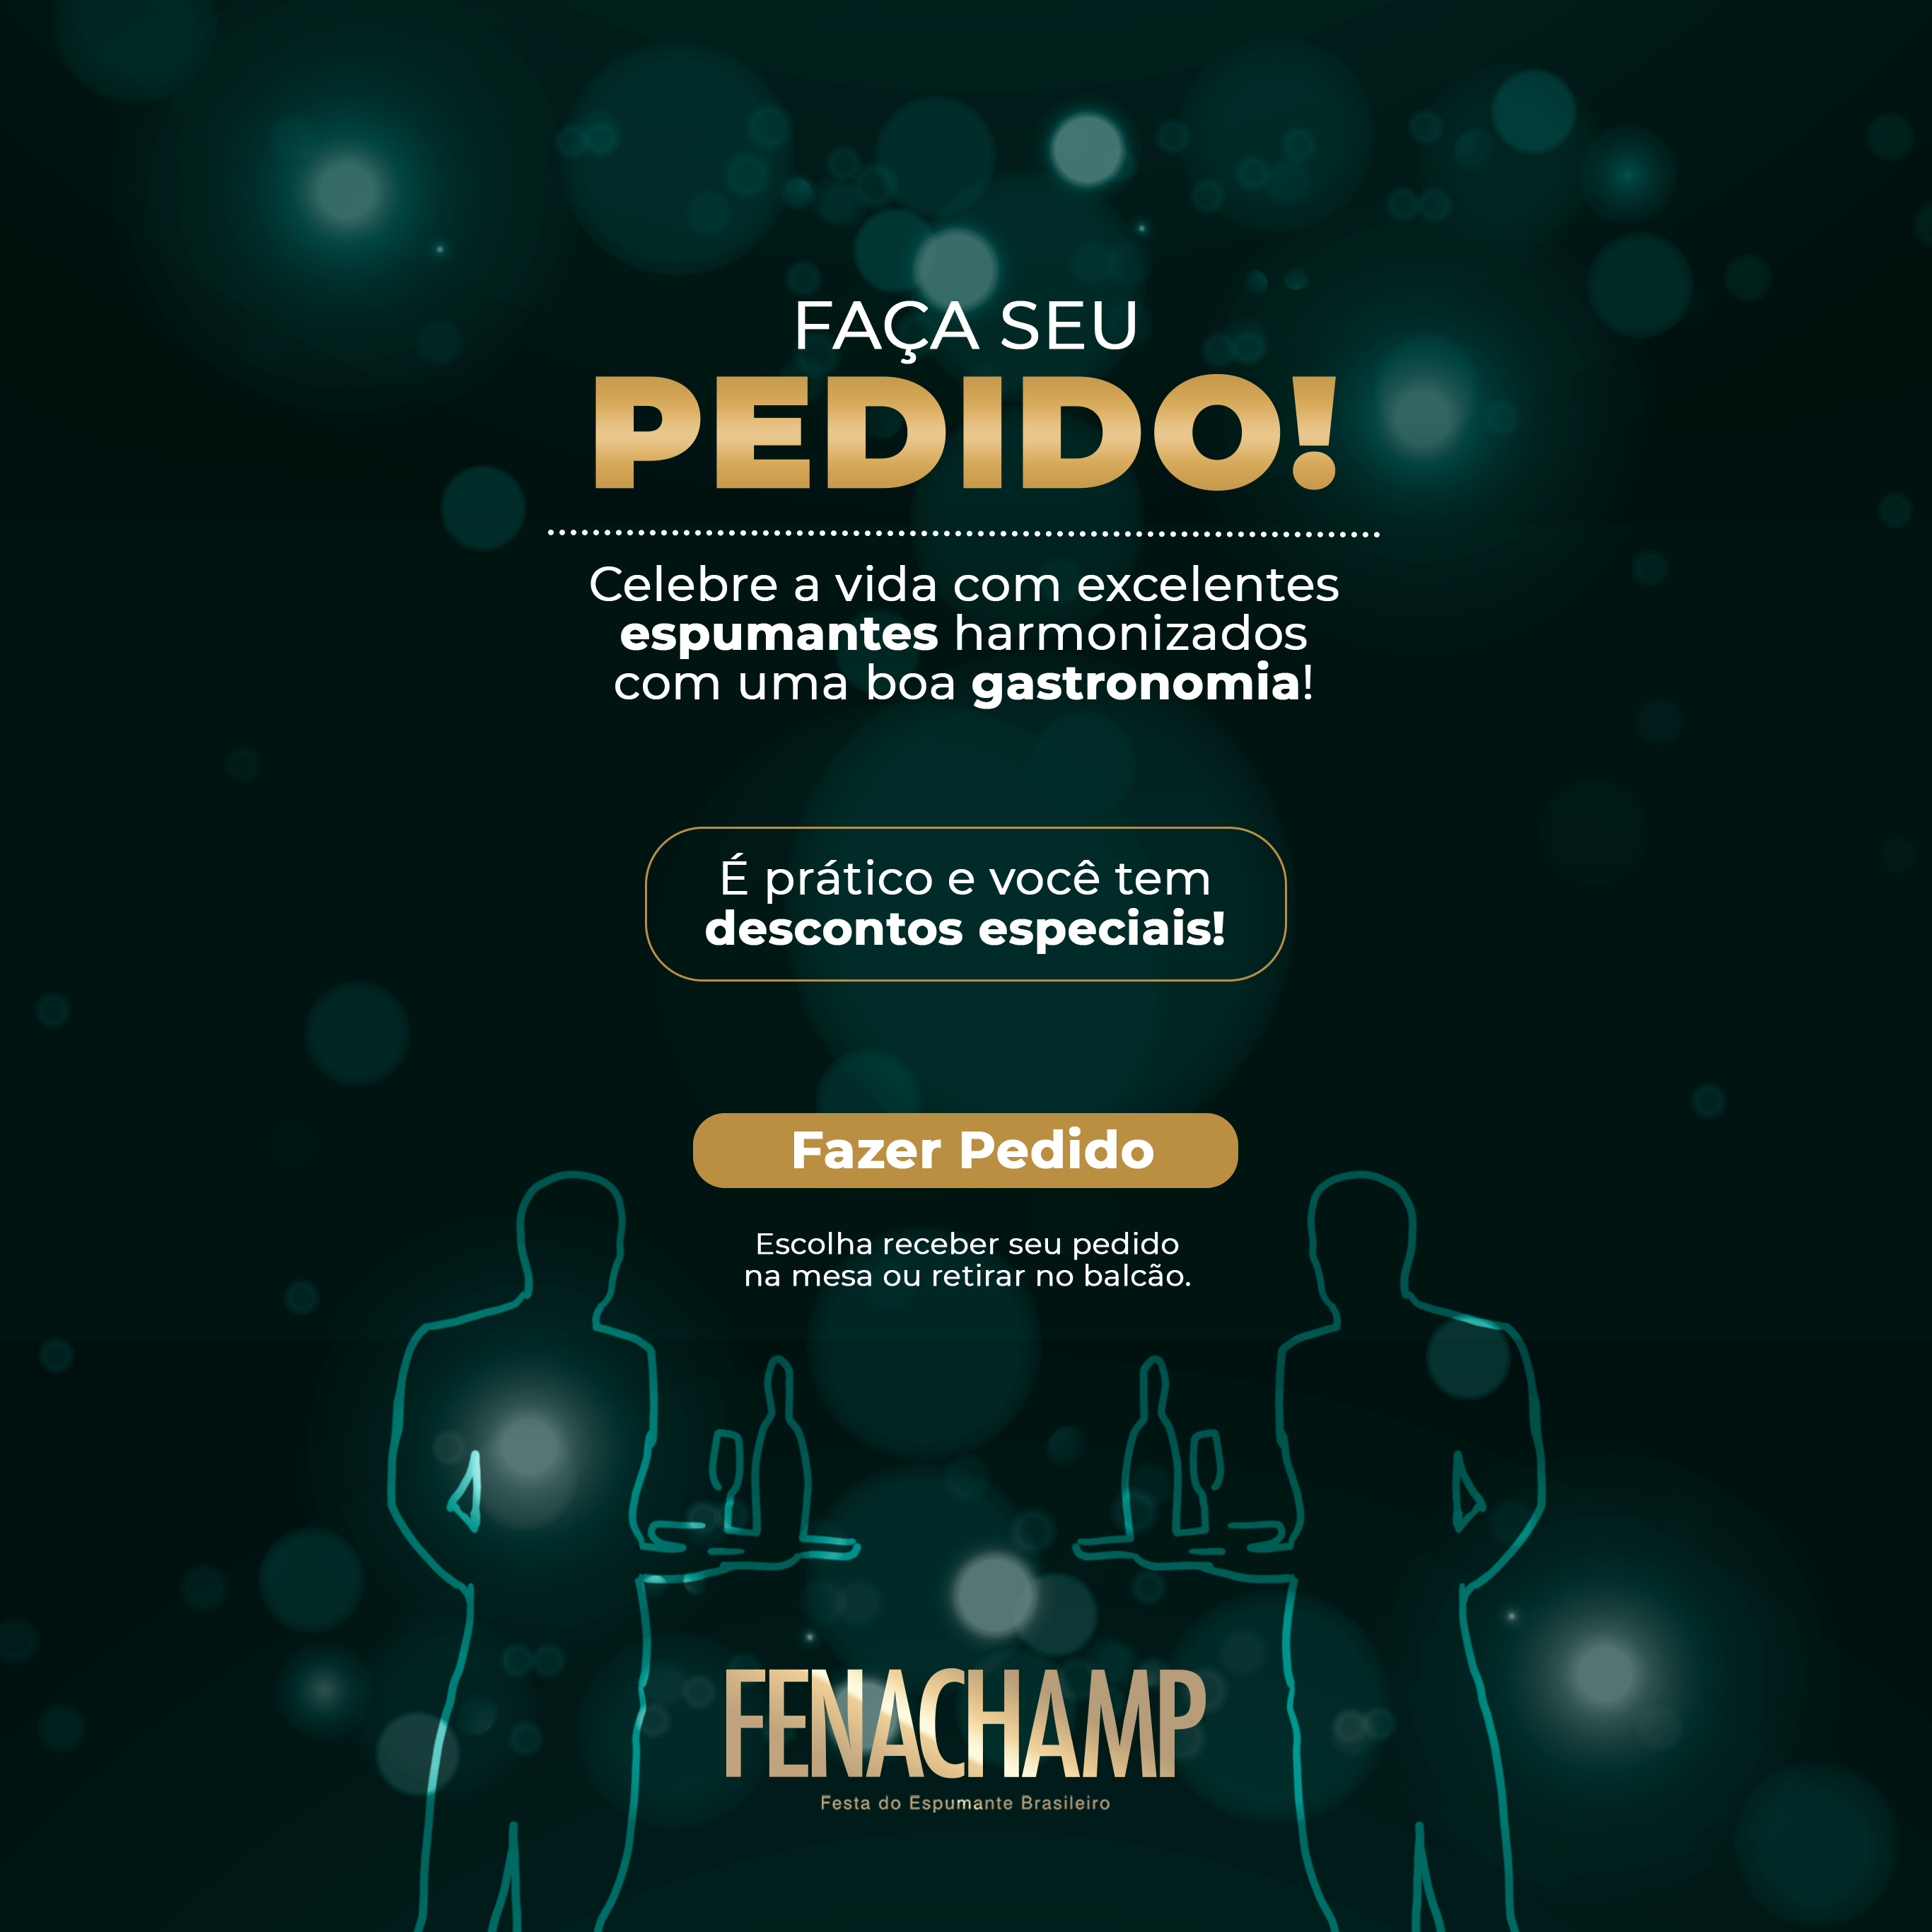 FAÇA SEU
PEDIDO!
Celebre a vida com excelentes
espumantes harmonizados
com uma boa gastronomia!
É prático e você tem
descontos especiais!
Fazer Pedido
Escolha receber seu pedido
na mesa ou retirar no balcão.
FENACHAMP
Festa do Espumante Brasileiro